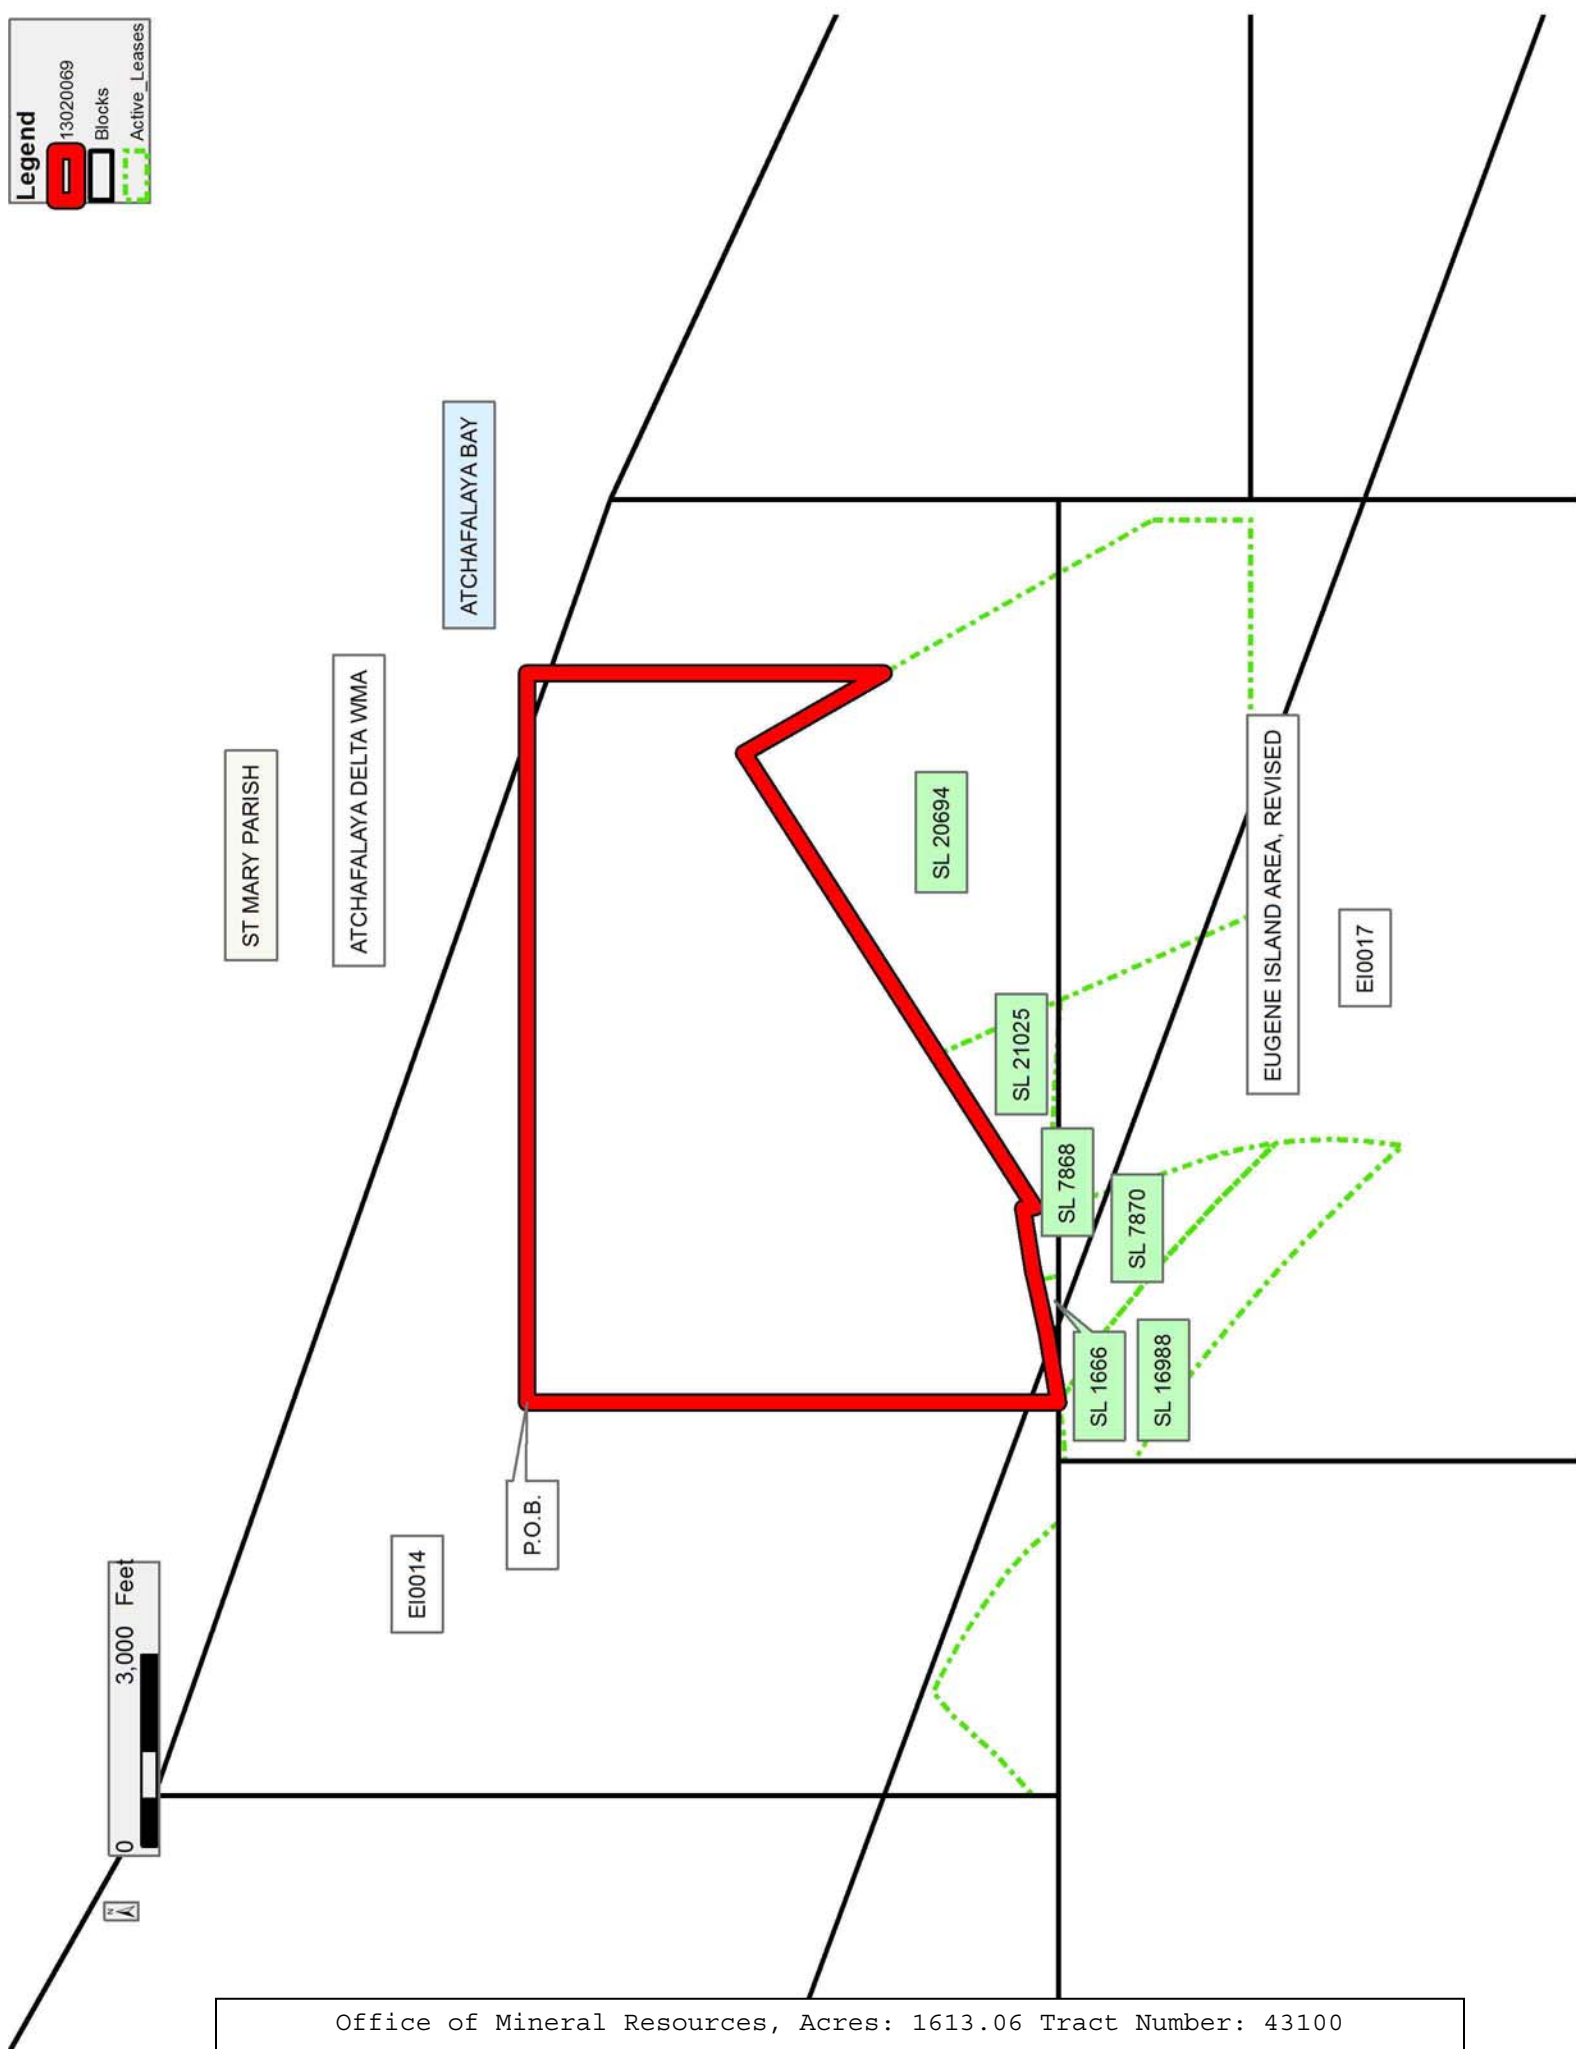 Legend
13020069
Blocks
Active_Leases
ST MARY PARISH
ATCHAFALAYA DELTA WMA
ATCHAFALAYA BAY
0 3,000 Feet
N
EI0014
P.O.B.
SL 20694
SL 21025
SL 7868
SL 7870
SL 1666
SL 16988
EUGENE ISLAND AREA, REVISED
EI0017
Office of Mineral Resources, Acres: 1613.06 Tract Number: 43100